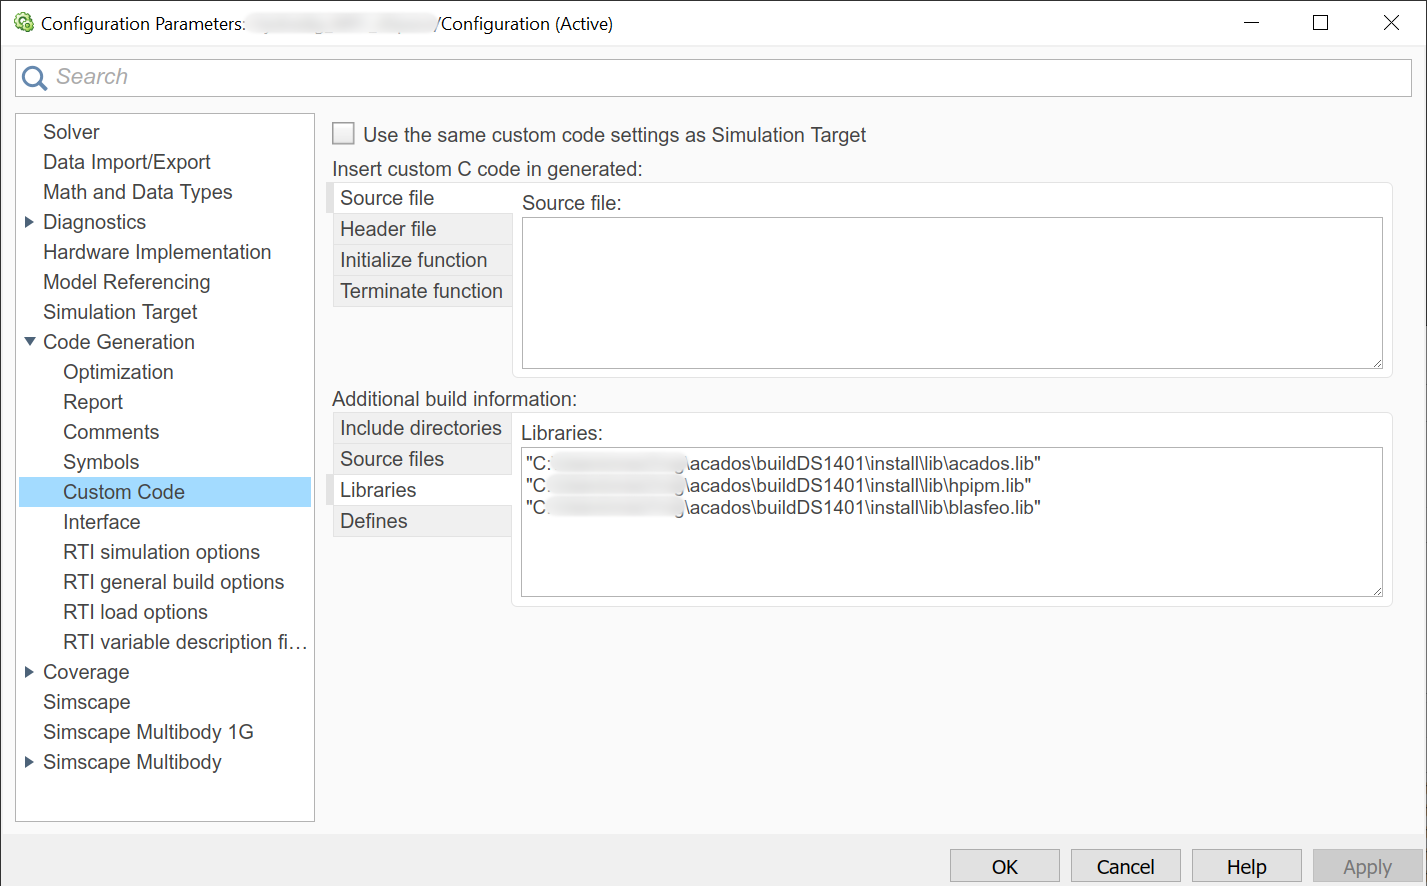 Configuration Parameters: /Configuration (Active)
Search
Solver
Data Import/Export
Math and Data Types
Diagnostics
Hardware Implementation
Model Referencing
Simulation Target
Code Generation
Optimization
Report
Comments
Symbols
Custom Code
Interface
RTI simulation options
RTI general build options
RTI load options
RTI variable description fi...
Coverage
Simscape
Simscape Multibody 1G
Simscape Multibody
Use the same custom code settings as Simulation Target
Insert custom C code in generated:
Source file
Header file
Initialize function
Terminate function
Source file:
Additional build information:
Include directories
Source files
Libraries
Defines
Libraries:
"C: \acados\buildDS1401\install\lib\acados.lib"
"C: \acados\buildDS1401\install\lib\hpipm.lib"
"C: \acados\buildDS1401\install\lib\blasfeo.lib"
OK
Cancel
Help
Apply